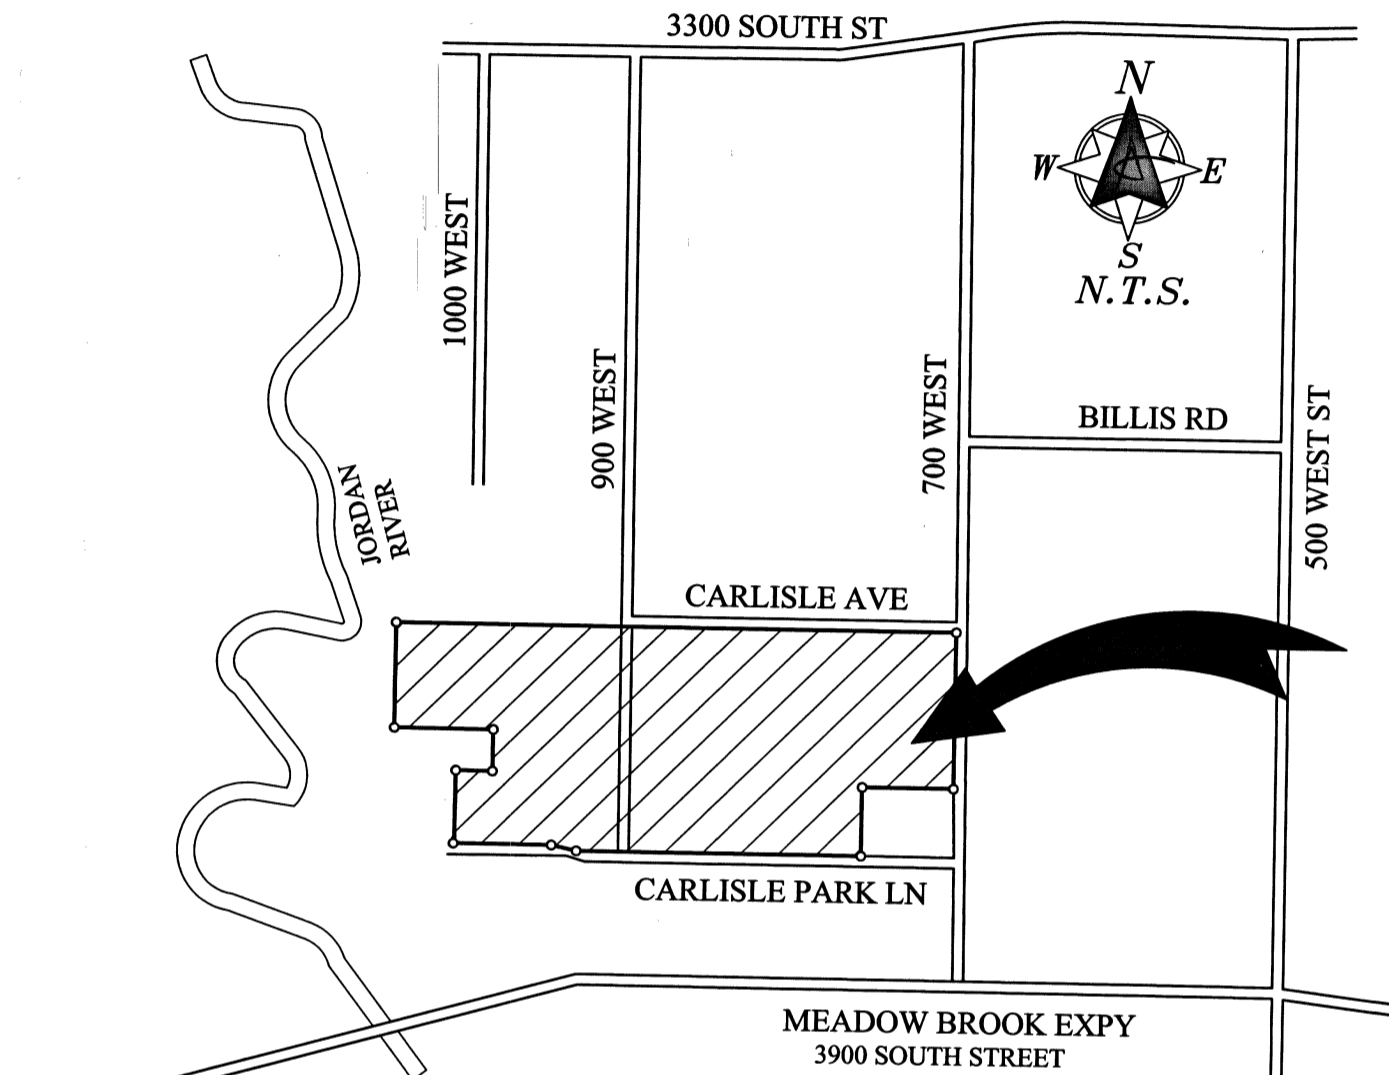 3300 SOUTH ST
N
W
E
S
N.T.S.
1000 WEST
900 WEST
700 WEST
BILLIS RD
500 WEST ST
JORDAN
RIVER
CARLISLE AVE
CARLISLE PARK LN
MEADOW BROOK EXPY
3900 SOUTH STREET